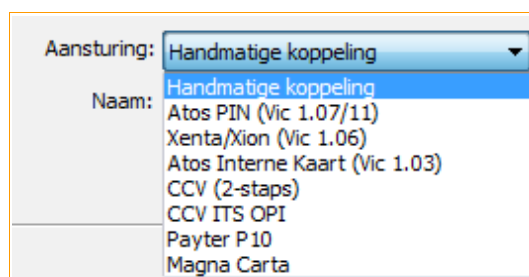 Aansturing: Handmatige koppeling
Handmatige koppeling
Naam:
Atos PIN (Vic 1.07/11)
Xenta/Xion (Vic 1.06)
Atos Interne Kaart (Vic 1.03)
CCV (2-staps)
CCV ITS OPI
Payter P10
Magna Carta